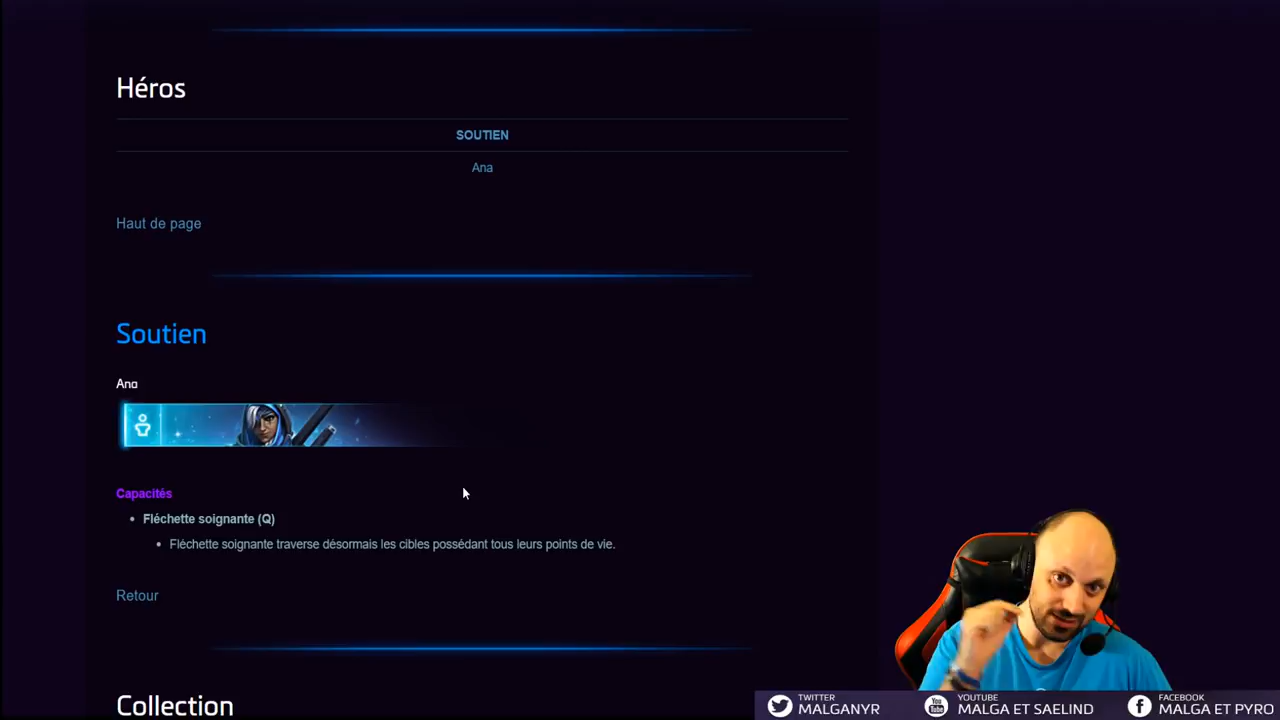 Héros
SOUTIEN
Ana
Haut de page
Soutien
Ana
Capacités
Fléchette soignante (Q)
Fléchette soignante traverse désormais les cibles possédant tous leurs points de vie.
Retour
Collection
TWITTER
MALGANYR
YOUTUBE
MALGA ET SAELIND
FACEBOOK
MALGA ET PYRO